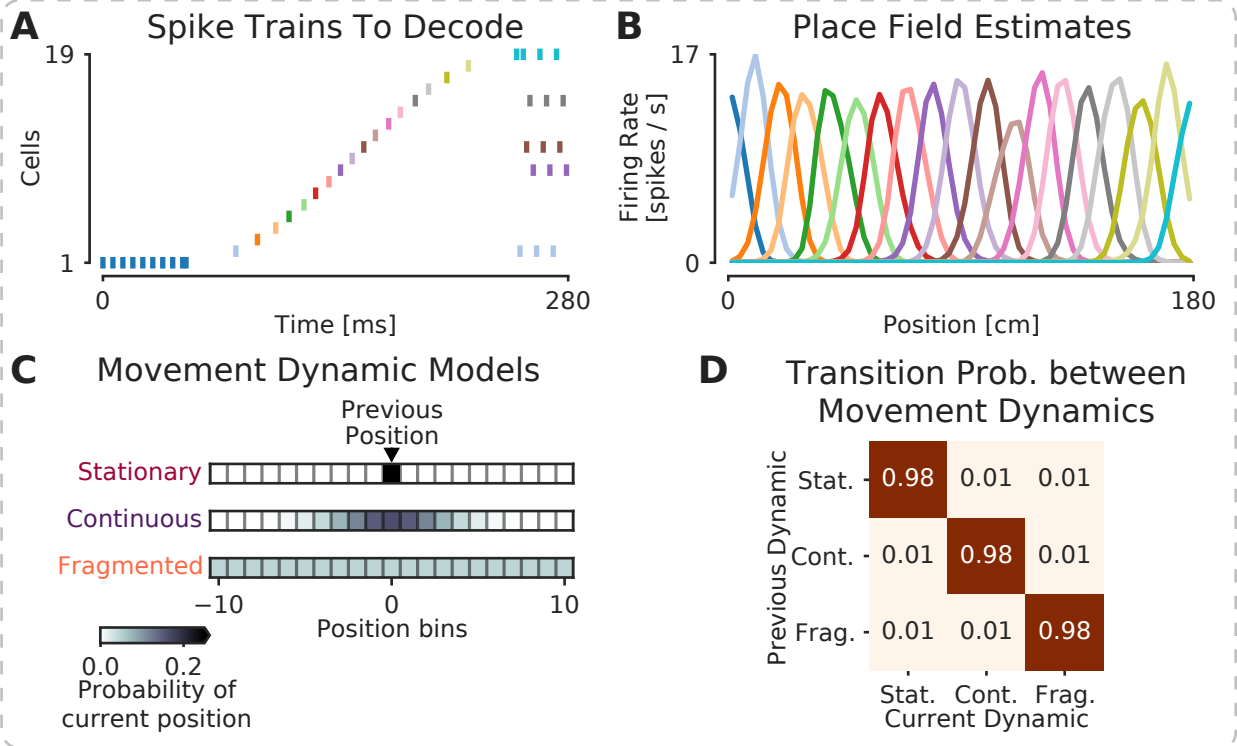 A
Spike Trains To Decode
19
Cells
1
0
280
Time [ms]
B
Place Field Estimates
17
Firing Rate
[spikes / s]
0
0
180
Position [cm]
C
Movement Dynamic Models
Previous
Position
Stationary
Continuous
Fragmented
−10
0
10
Position bins
0.0
0.2
Probability of
current position
D
Transition Prob. between
Movement Dynamics
Previous Dynamic
Stat.
0.98 0.01 0.01
Cont.
0.01 0.98 0.01
Frag.
0.01 0.01 0.98
Stat. Cont. Frag.
Current Dynamic